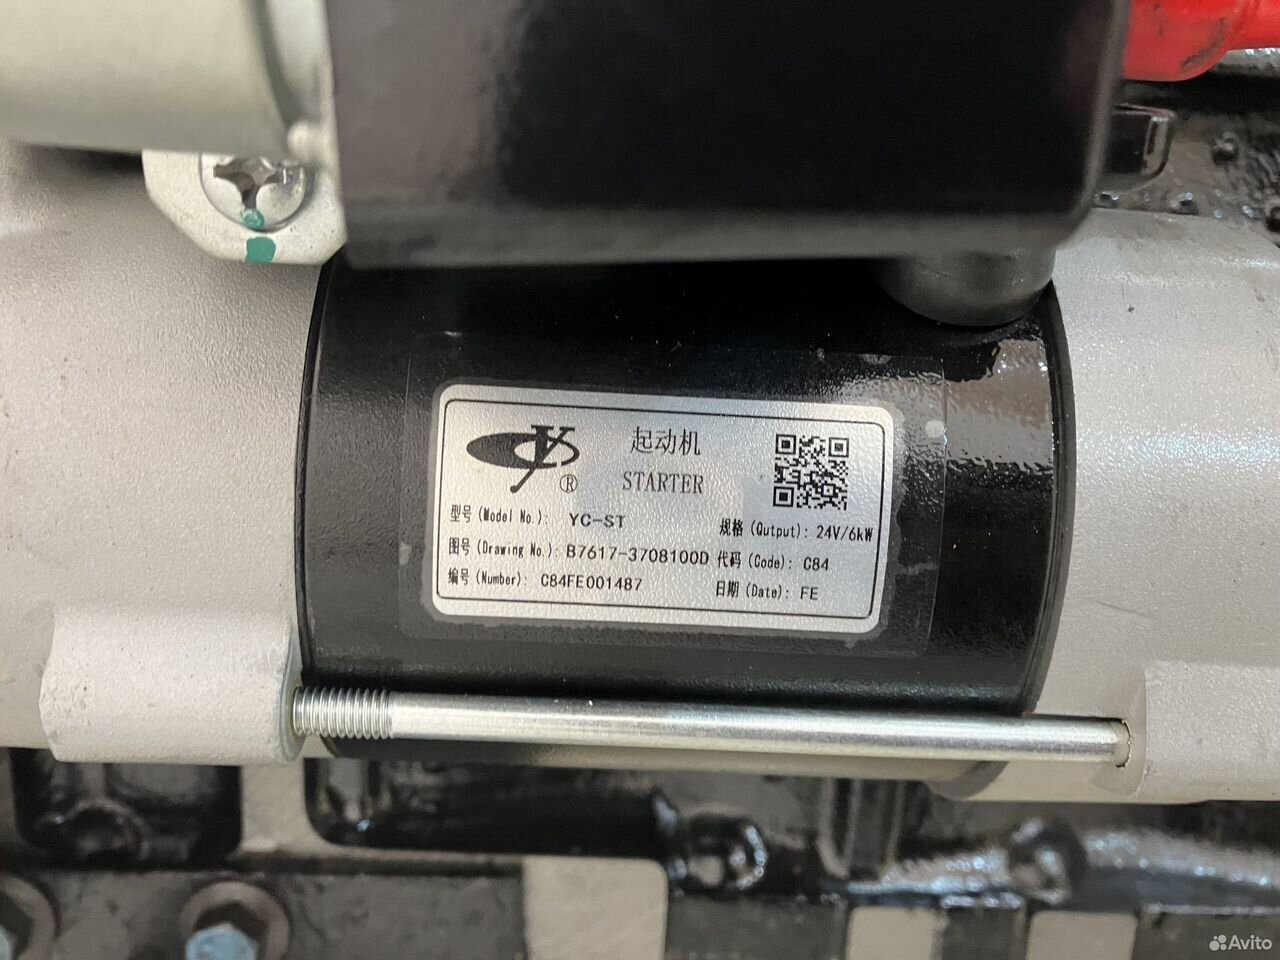 起动机
®
STARTER
型号(Model No.): YC-ST
规格(Qutput): 24V/6kW
图号(Drawing No.): B7617-3708100D 代码(Code): C84
编号(Number): C84FE001487
日期(Date): FE
Avito